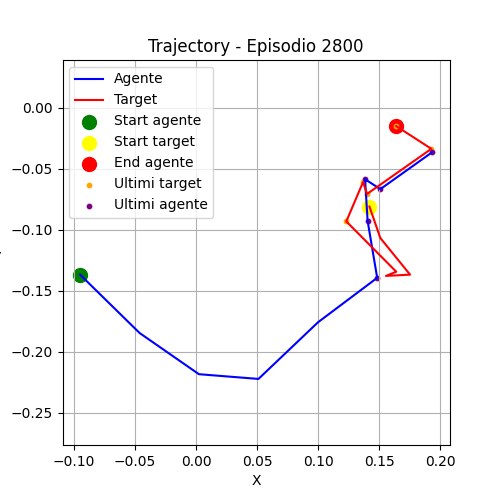 Trajectory - Episodio 2800
Agente
Target
Start agente
Start target
End agente
Ultimi target
Ultimi agente
0.00
−0.05
−0.10
−0.15
−0.20
−0.25
−0.10
−0.05
0.00
0.05
0.10
0.15
0.20
X